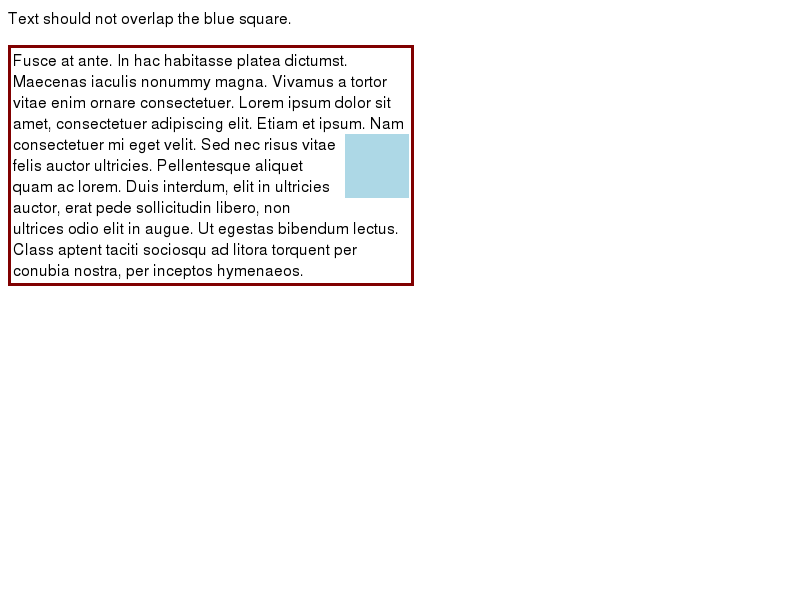 Text should not overlap the blue square.
Fusce at ante. In hac habitasse platea dictumst.
Maecenas iaculis nonummy magna. Vivamus a tortor
vitae enim ornare consectetuer. Lorem ipsum dolor sit
amet, consectetuer adipiscing elit. Etiam et ipsum. Nam
consectetuer mi eget velit. Sed nec risus vitae
felis auctor ultricies. Pellentesque aliquet
quam ac lorem. Duis interdum, elit in ultricies
auctor, erat pede sollicitudin libero, non
ultrices odio elit in augue. Ut egestas bibendum lectus.
Class aptent taciti sociosqu ad litora torquent per
conubia nostra, per inceptos hymenaeos.